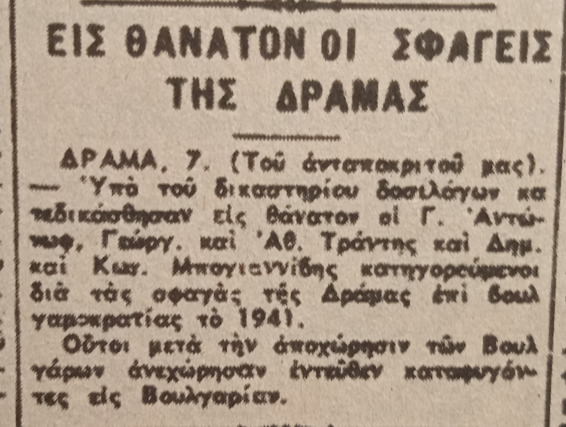 ΕΙΣ ΘΑΝΑΤΟΝ ΟΙ ΣΦΑΓΕΙΣ
ΤΗΣ ΔΡΑΜΑΣ
ΔΡΑΜΑ, 7. (Τοῦ ἀνταποκριτοῦ μας).
— Ὑπὸ τοῦ δικαστηρίου δοσιλόγων κα
τεδικάσθησαν εἰς θάνατον οἱ Γ. Ἀντώ-
νωφ, Γεώργ. καὶ Ἀθ. Τράντης καὶ Δημ.
καὶ Κων. Μπογιαννίδης κατηγορεύμενοι
διὰ τὰς σφαγὰς τῆς Δράμας ἐπὶ βουλ
γαροκρατίας τὸ 1941.
Οὗτοι μετὰ τὴν ἀποχώρησιν τῶν Βουλ
γάρων ἀνεχώρησαν ἐντεῦθεν καταφυγόν-
τες εἰς Βουλγαρίαν.